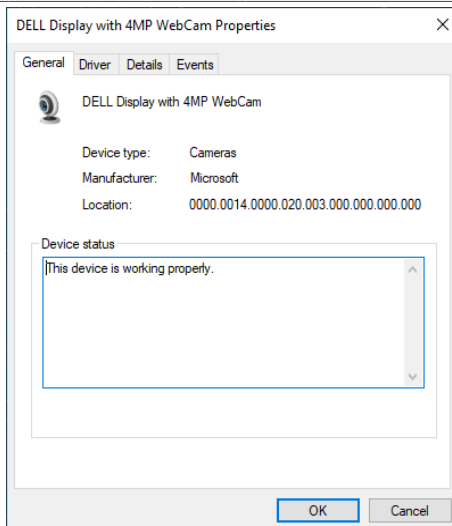 DELL Display with 4MP WebCam Properties
General Driver Details Events
DELL Display with 4MP WebCam
Device type: Cameras
Manufacturer: Microsoft
Location: 0000.0014.0000.020.003.000.000.000.000
Device status
This device is working properly.
OK Cancel